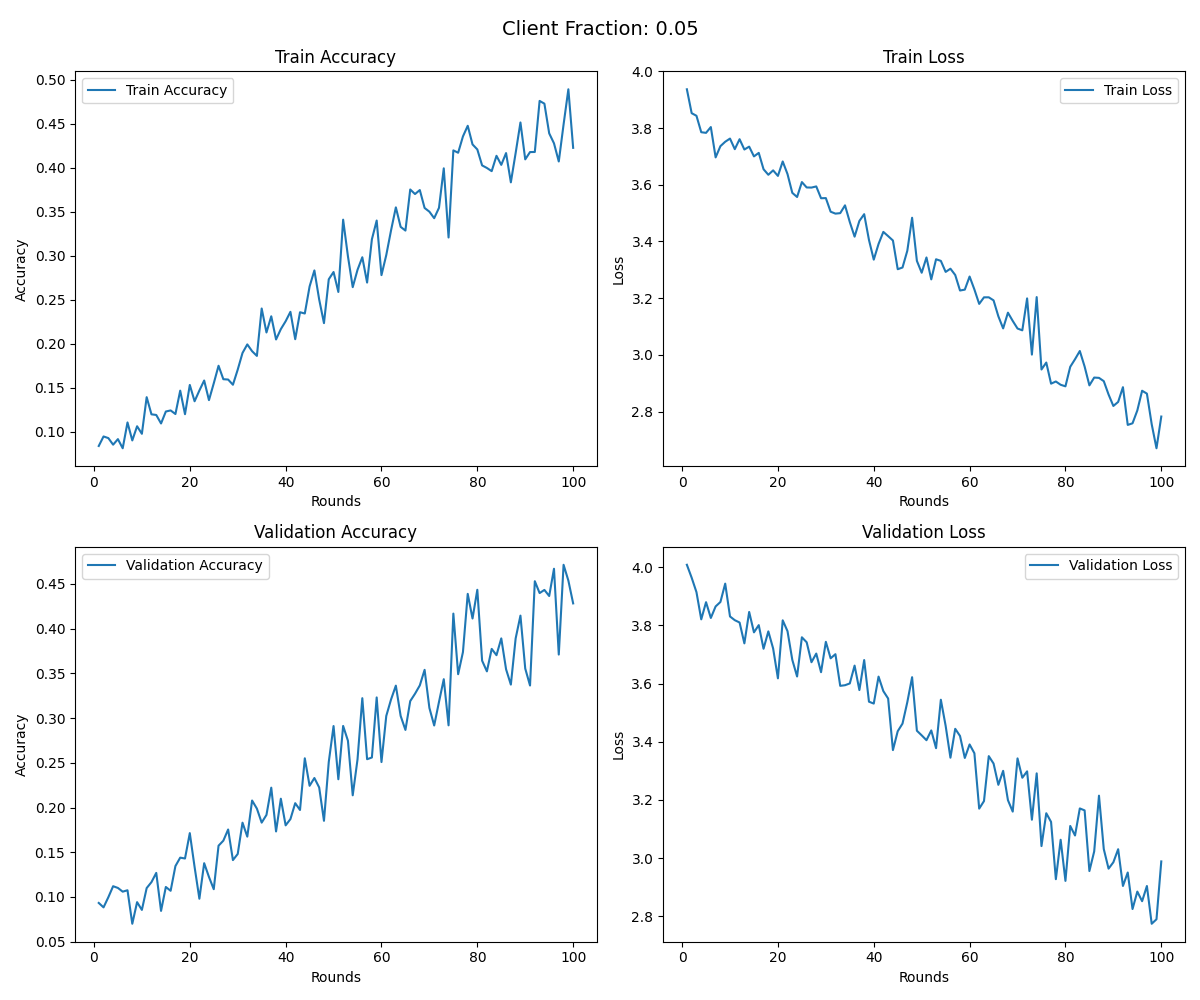 Client Fraction: 0.05
Train Accuracy
Train Accuracy
0.50
0.45
0.40
0.35
0.30
0.25
0.20
0.15
0.10
Accuracy
0 20 40 60 80 100
Rounds
Train Loss
Train Loss
4.0
3.8
3.6
3.4
3.2
3.0
2.8
Loss
0 20 40 60 80 100
Rounds
Validation Accuracy
Validation Accuracy
0.45
0.40
0.35
0.30
0.25
0.20
0.15
0.10
0.05
Accuracy
0 20 40 60 80 100
Rounds
Validation Loss
Validation Loss
4.0
3.8
3.6
3.4
3.2
3.0
2.8
Loss
0 20 40 60 80 100
Rounds